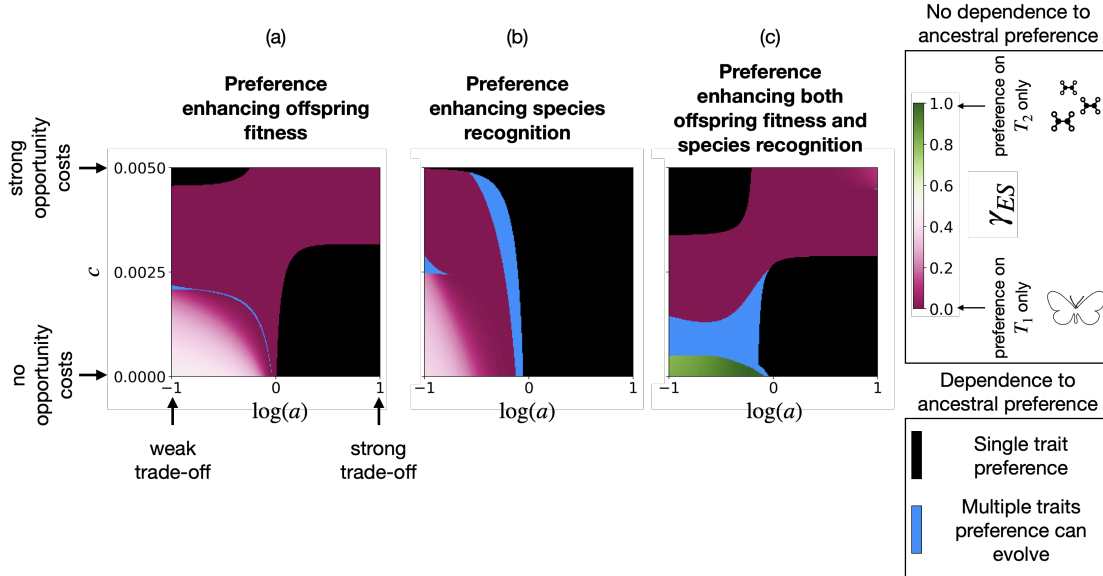 (a)
(b)
(c)
Preference
enhancing offspring
fitness
Preference
enhancing species
recognition
Preference
enhancing both
offspring fitness and
species recognition
strong
opportunity
costs
no
opportunity
costs
c
0.0050
0.0025
0.0000
−1
0
1
log(a)
−1
0
1
log(a)
−1
0
1
log(a)
weak
trade-off
strong
trade-off
No dependence to
ancestral preference
1.0
0.8
0.6
0.4
0.2
0.0
γES
preference on
T2 only
preference on
T1 only
Dependence to
ancestral preference
Single trait
preference
Multiple traits
preference can
evolve